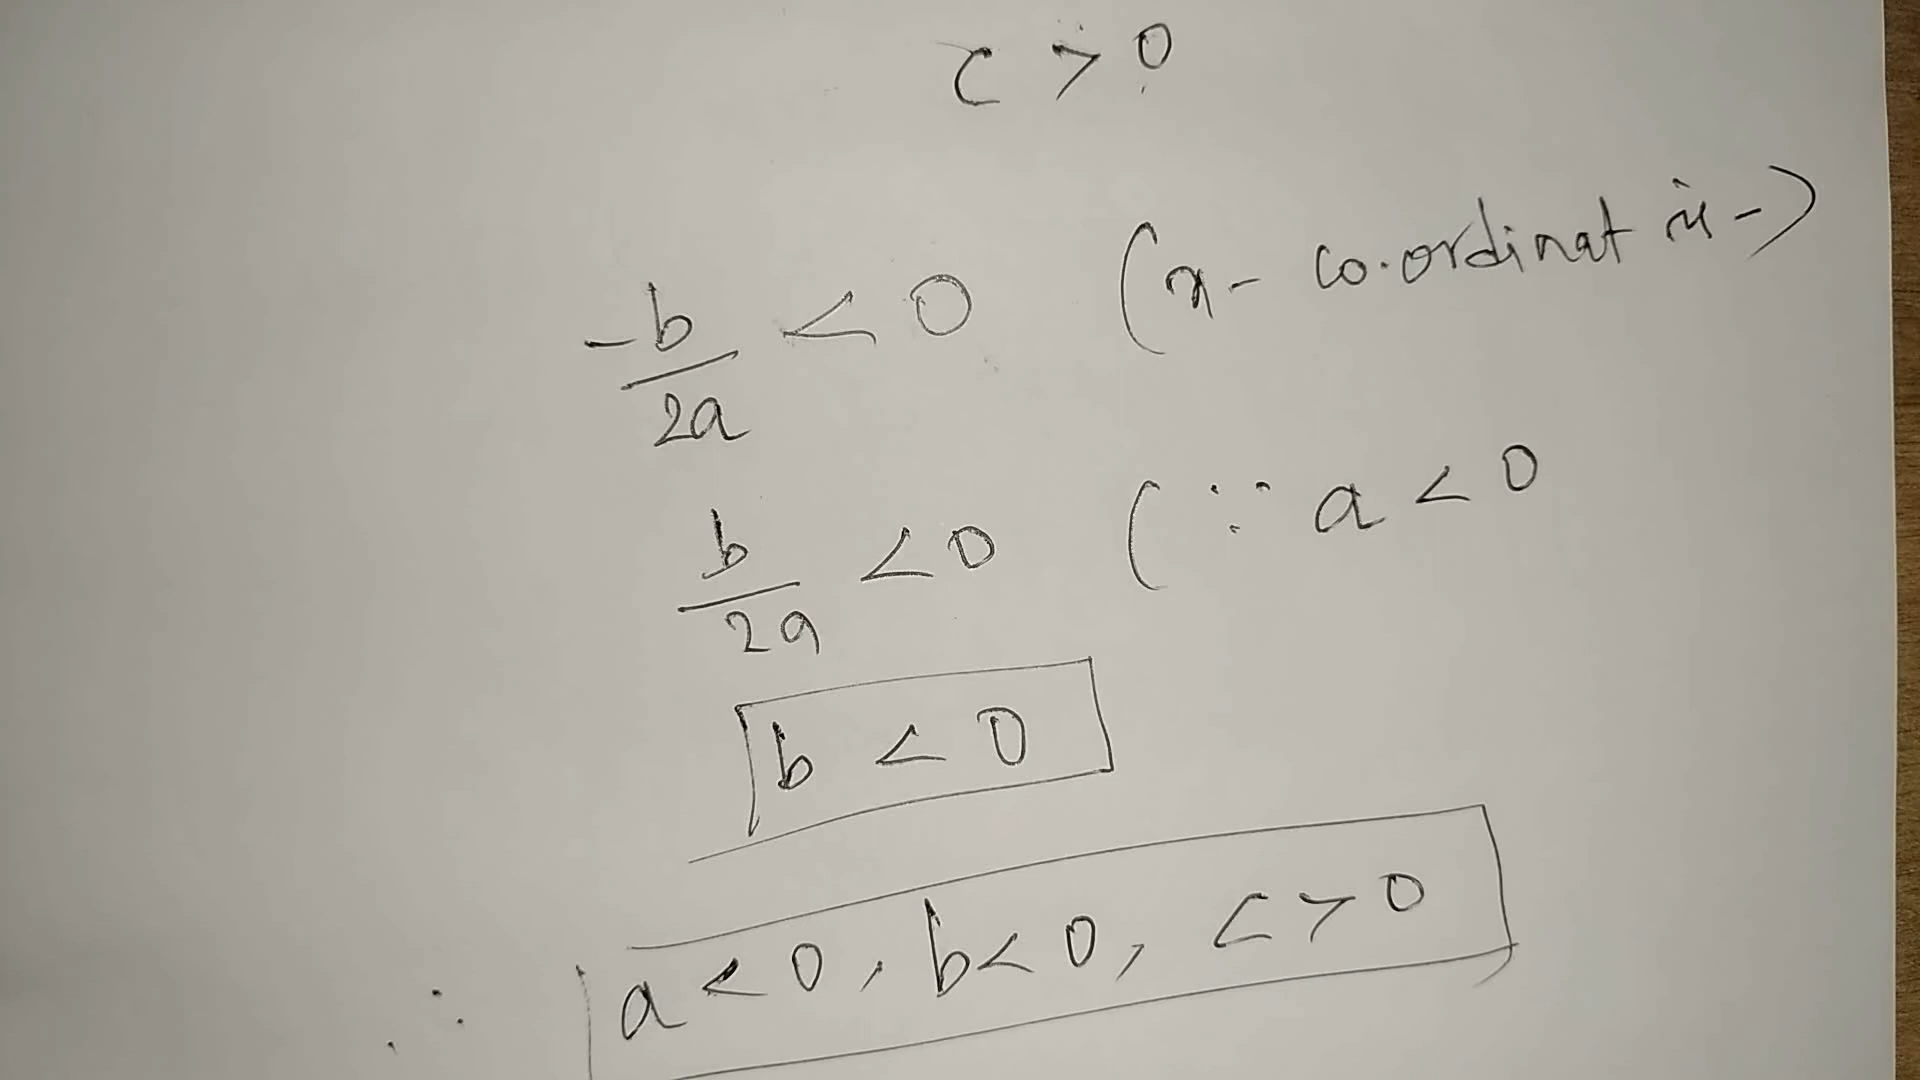 c > 0
-b/2a < 0 (x- co-ordinat is -)
b/2a < 0 (∵ a < 0
b < 0
∴ a < 0, b < 0, c > 0